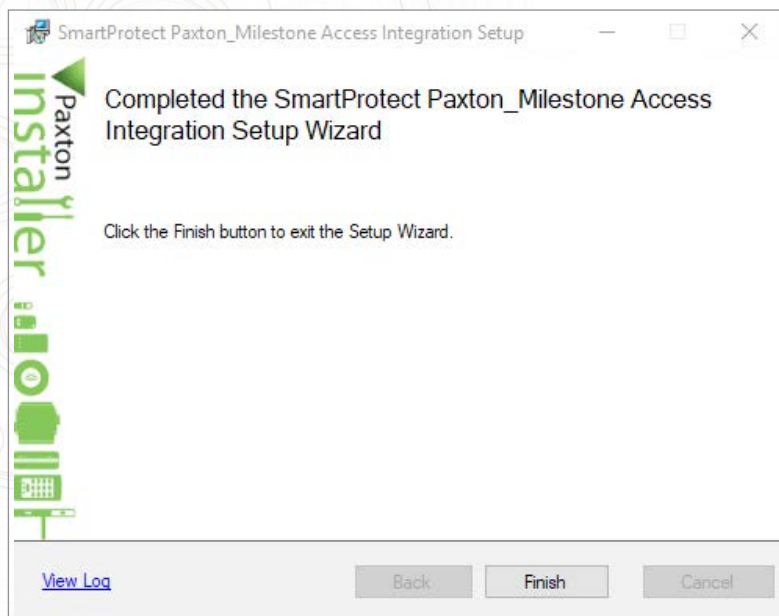 SmartProtect Paxton_Milestone Access Integration Setup
Paxton
Installer
Completed the SmartProtect Paxton_Milestone Access
Integration Setup Wizard
Click the Finish button to exit the Setup Wizard.
View Log
Back
Finish
Cancel